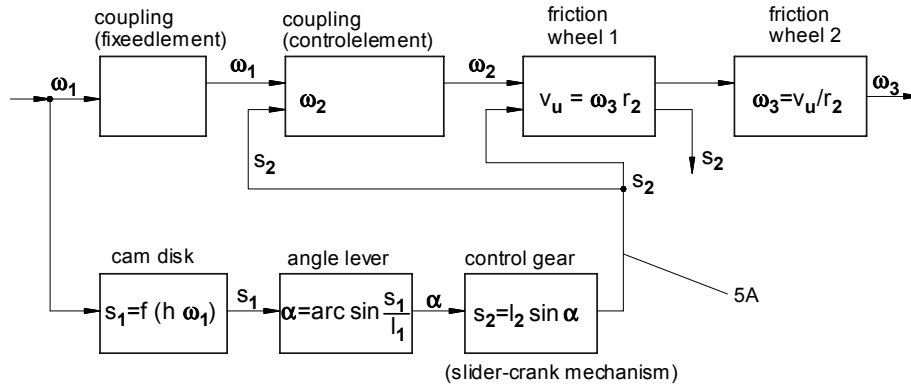 coupling
(fixeedlement)
coupling
(controlelement)
friction
wheel 1
friction
wheel 2
ω1
ω1
ω2
ω2
v_u = ω3 r2
ω3=v_u/r2
ω3
s2
s2
s2
cam disk
angle lever
control gear
s1=f (h ω1)
s1
α=arc sin s1/l1
α
s2=l2 sin α
5A
(slider-crank mechanism)